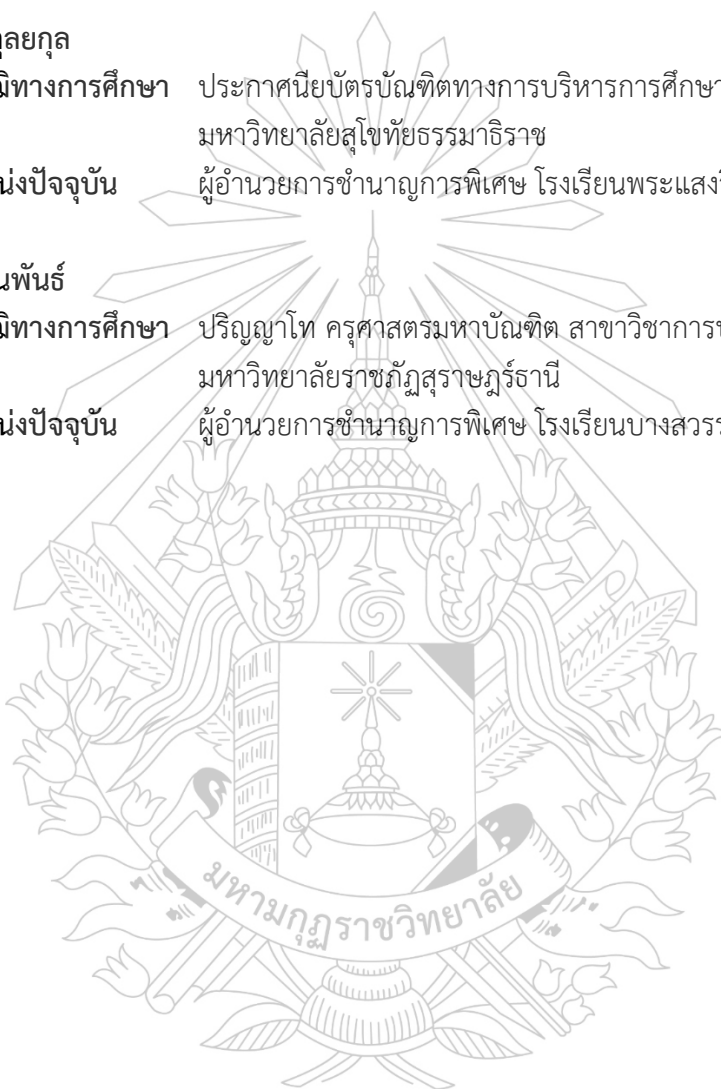 ุลยกุล
ฒิทางการศึกษา ประกาศนียบัตรบัณฑิตทางการบริหารการศึกษา
มหาวิทยาลัยสุโขทัยธรรมาธิราช
น่งปัจจุบัน ผู้อำนวยการชำนาญการพิเศษ โรงเรียนพระแสงวิ
นพันธ์
ฒิทางการศึกษา ปริญญาโท ครุศาสตรมหาบัณฑิต สาขาวิชาการบ
มหาวิทยาลัยราชภัฏสุราษฎร์ธานี
น่งปัจจุบัน ผู้อำนวยการชำนาญการพิเศษ โรงเรียนบางสวรร
มหามกุฏราชวิทยาลัย